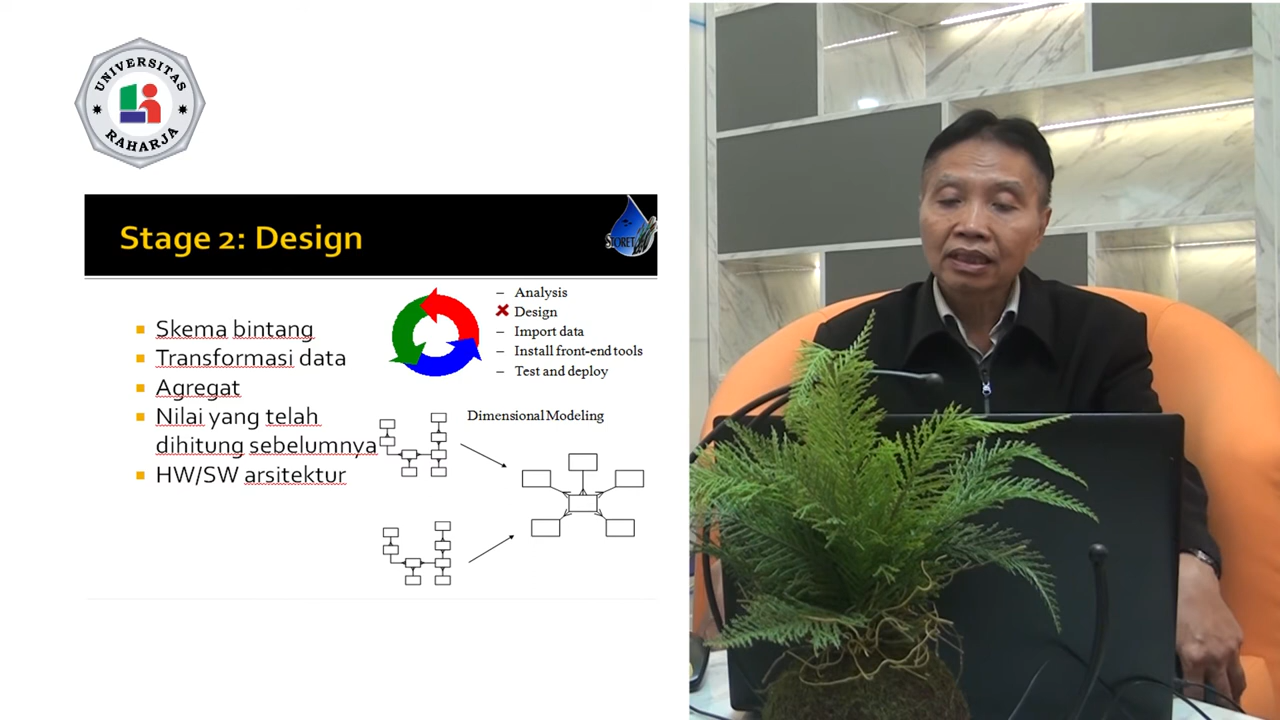 UNIVERSITAS
RAHARJA
Stage 2: Design
STORET
Skema bintang
Transformasi data
Agregat
Nilai yang telah
dihitung sebelumnya
HW/SW arsitektur
– Analysis
✘ Design
– Import data
– Install front-end tools
– Test and deploy
Dimensional Modeling